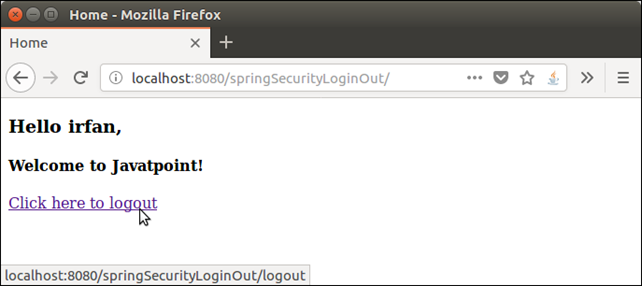 Home - Mozilla Firefox
Home
localhost:8080/springSecurityLoginOut/
Hello irfan,
Welcome to Javatpoint!
Click here to logout
localhost:8080/springSecurityLoginOut/logout